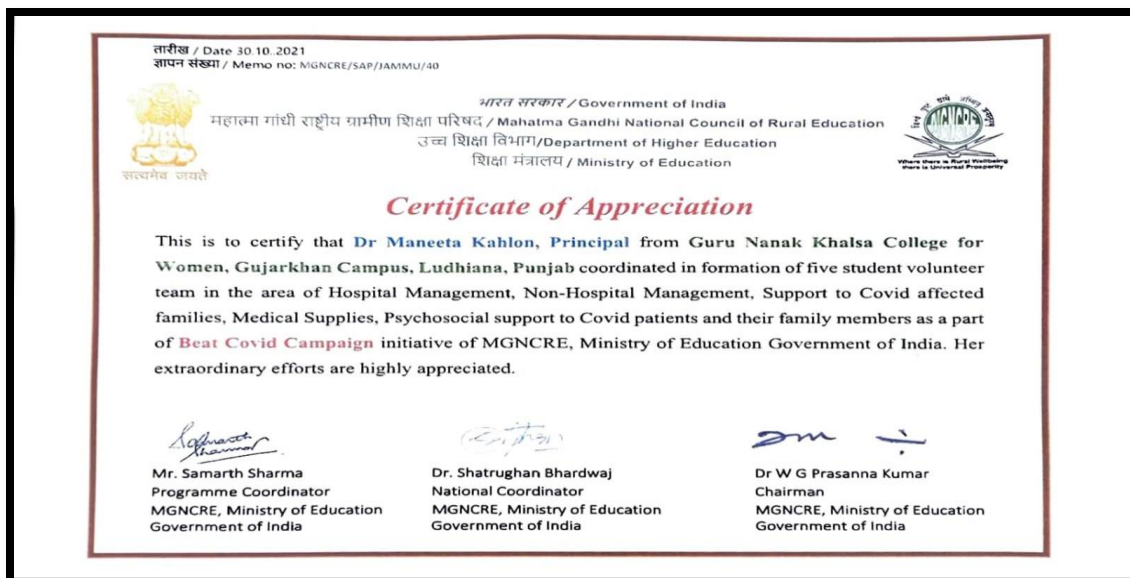 तारीख / Date 30.10..2021
ज्ञापन संख्या / Memo no: MGNCRE/SAP/JAMMU/40
भारत सरकार / Government of India
महात्मा गांधी राष्ट्रीय ग्रामीण शिक्षा परिषद / Mahatma Gandhi National Council of Rural Education
उच्च शिक्षा विभाग/Department of Higher Education
शिक्षा मंत्रालय / Ministry of Education
सत्यमेव जयते
MGNCRE
Where there is Rural Wellbeing
there is Universal Prosperity
Certificate of Appreciation
This is to certify that Dr Maneeta Kahlon, Principal from Guru Nanak Khalsa College for
Women, Gujarkhan Campus, Ludhiana, Punjab coordinated in formation of five student volunteer
team in the area of Hospital Management, Non-Hospital Management, Support to Covid affected
families, Medical Supplies, Psychosocial support to Covid patients and their family members as a part
of Beat Covid Campaign initiative of MGNCRE, Ministry of Education Government of India. Her
extraordinary efforts are highly appreciated.
Mr. Samarth Sharma
Programme Coordinator
MGNCRE, Ministry of Education
Government of India
Dr. Shatrughan Bhardwaj
National Coordinator
MGNCRE, Ministry of Education
Government of India
Dr W G Prasanna Kumar
Chairman
MGNCRE, Ministry of Education
Government of India